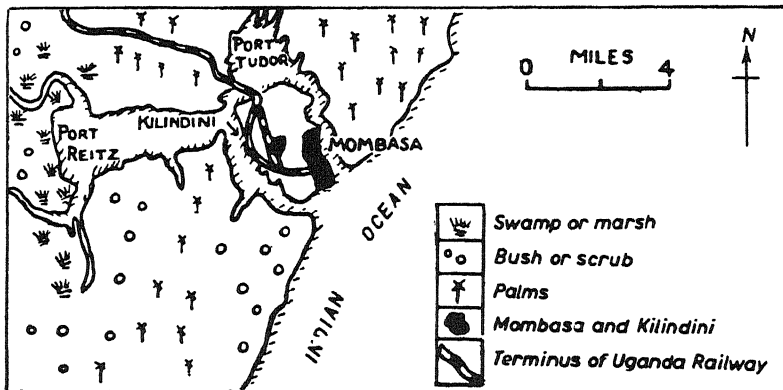 PORT
TUDOR
MILES
0 4
N
KILINDINI
MOMBASA
PORT
REITZ
OCEAN
INDIAN
Swamp or marsh
Bush or scrub
Palms
Mombasa and Kilindini
Terminus of Uganda Railway